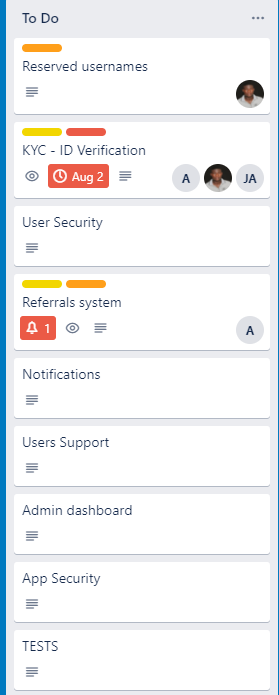 To Do
Reserved usernames
KYC - ID Verification
Aug 2
A
JA
User Security
Referrals system
1
A
Notifications
Users Support
Admin dashboard
App Security
TESTS